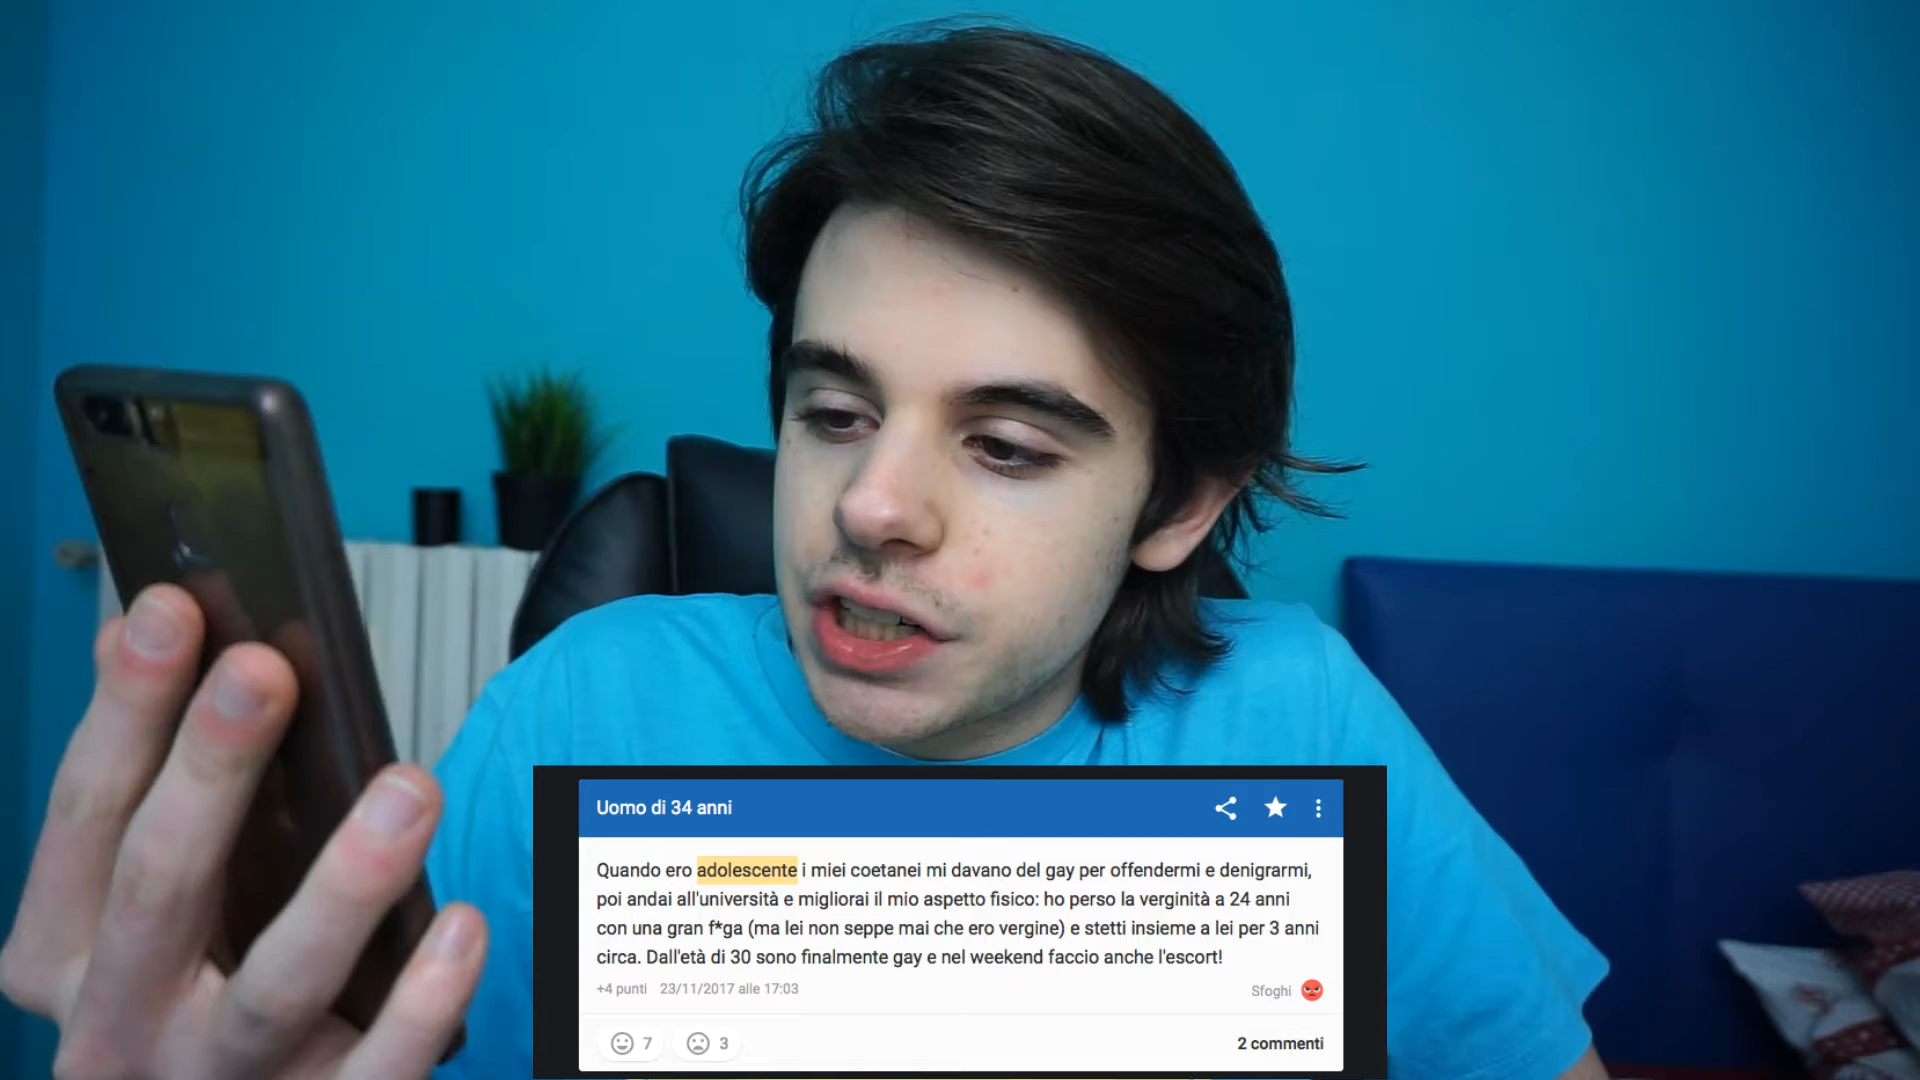 Uomo di 34 anni
Quando ero adolescente i miei coetanei mi davano del gay per offendermi e denigrarmi,
poi andai all'università e migliorai il mio aspetto fisico: ho perso la verginità a 24 anni
con una gran f*ga (ma lei non seppe mai che ero vergine) e stetti insieme a lei per 3 anni
circa. Dall'età di 30 sono finalmente gay e nel weekend faccio anche l'escort!
+4 punti 23/11/2017 alle 17:03
Sfoghi
7 3
2 commenti